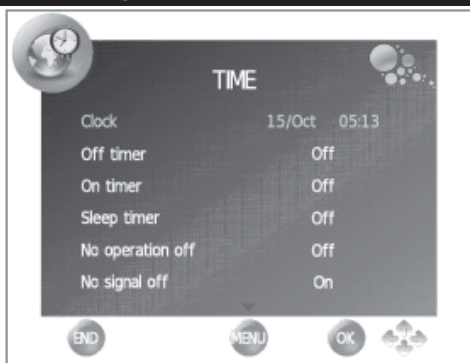 TIME
Clock 15/Oct 05:13
Off timer Off
On timer Off
Sleep timer Off
No operation off Off
No signal off On
END MENU OK